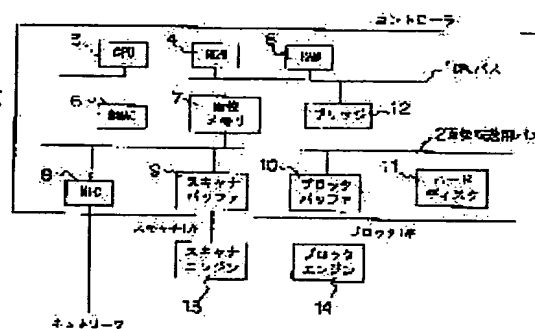 コントローラ
3
CPU
4
ROM
5
RAM
1 CPUバス
6
DMAC
7
画像
メモリ
ブリッジ
12
2 画像転送用バス
8
NIC
9
スキャナ
バッファ
10
プロッタ
バッファ
11
ハード
ディスク
スキャナI/F
プロッタI/F
スキャナ
エンジン
13
プロッタ
エンジン
14
ネットワーク